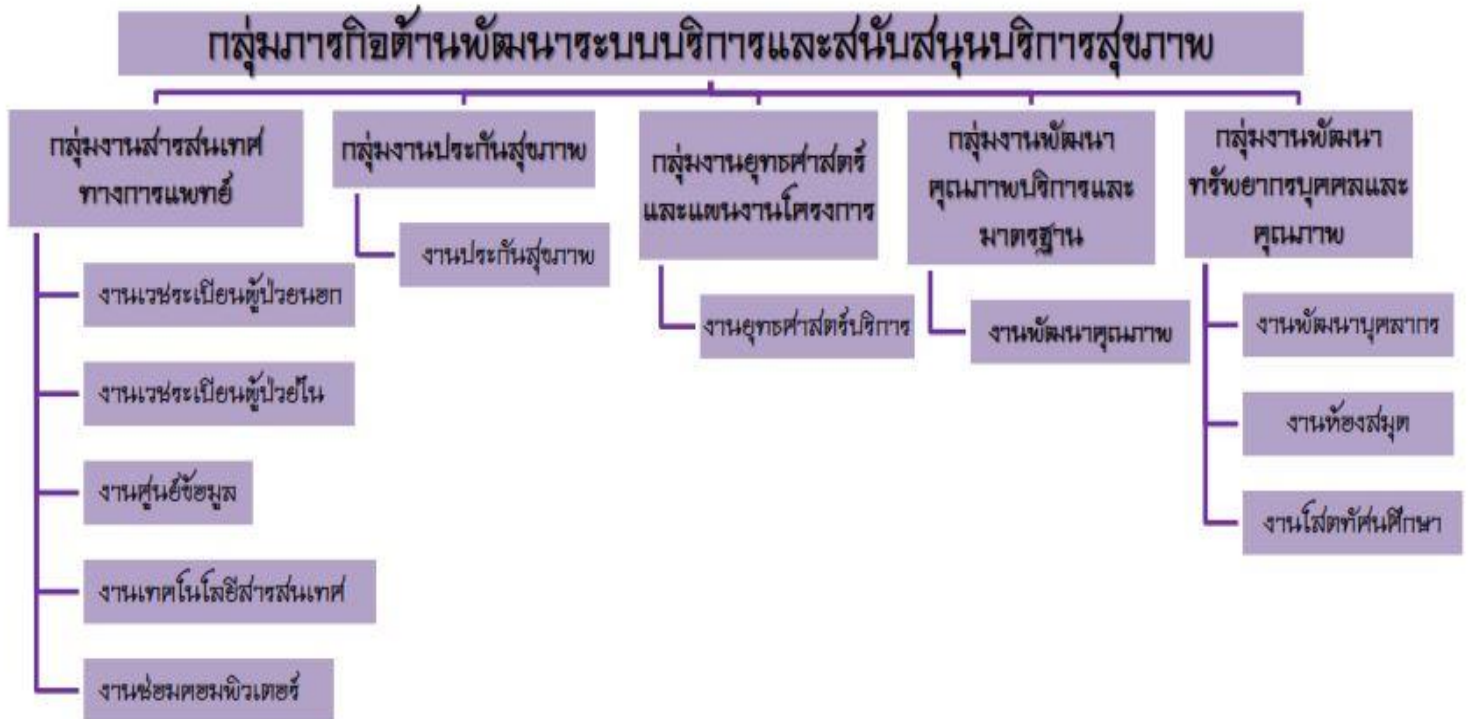 กลุ่มภารกิจด้านพัฒนาระบบบริการและสนับสนุนบริการสุขภาพ
กลุ่มงานสารสนเทศ
ทางการแพทย์
งานเวชระเบียนผู้ป่วยนอก
งานเวชระเบียนผู้ป่วยใน
งานศูนย์ข้อมูล
งานเทคโนโลยีสารสนเทศ
งานซ่อมคอมพิวเตอร์
กลุ่มงานประกันสุขภาพ
งานประกันสุขภาพ
กลุ่มงานยุทธศาสตร์
และแผนงานโครงการ
งานยุทธศาสตร์บริการ
กลุ่มงานพัฒนา
คุณภาพบริการและ
มาตรฐาน
งานพัฒนาคุณภาพ
กลุ่มงานพัฒนา
ทรัพยากรบุคคลและ
คุณภาพ
งานพัฒนาบุคลากร
งานห้องสมุด
งานโสตทัศนศึกษา